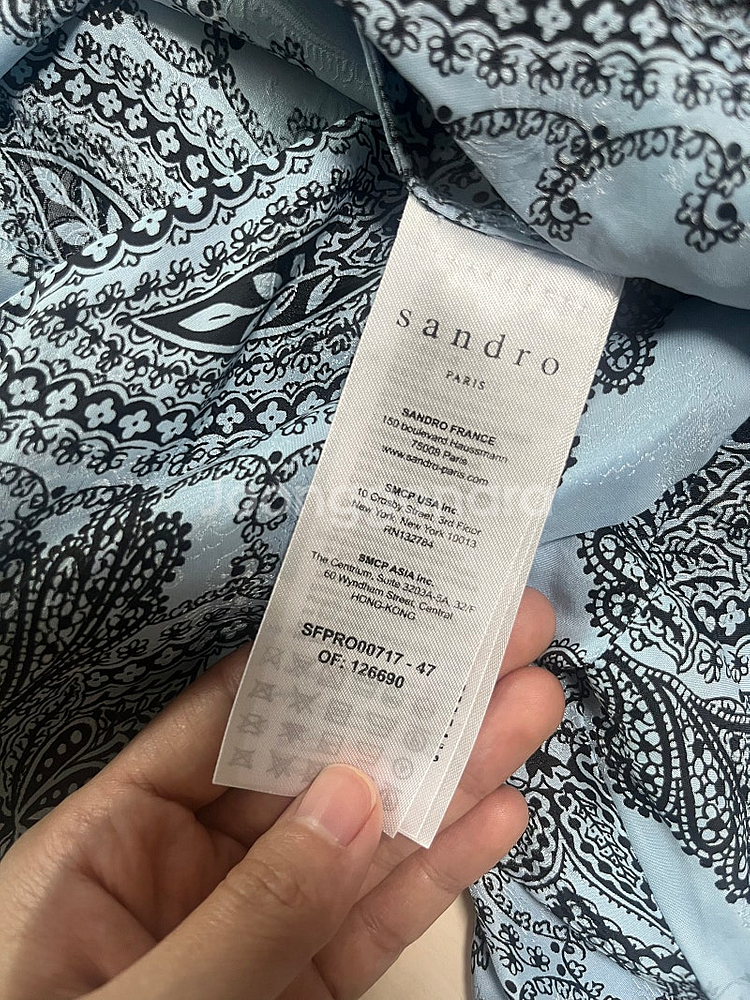 sandro
PARIS
SANDRO FRANCE
150 boulevard Haussmann
75008 Paris
www.sandro-paris.com
SMCP USA Inc.
10 Crosby Street, 3rd Floor
New York, New York 10013
RN132784
SMCP ASIA Inc.
The Centrium, Suite 3203A-5A, 32/F
60 Wyndham Street, Central
HONG-KONG
SFPRO00717 - 47
OF: 126690